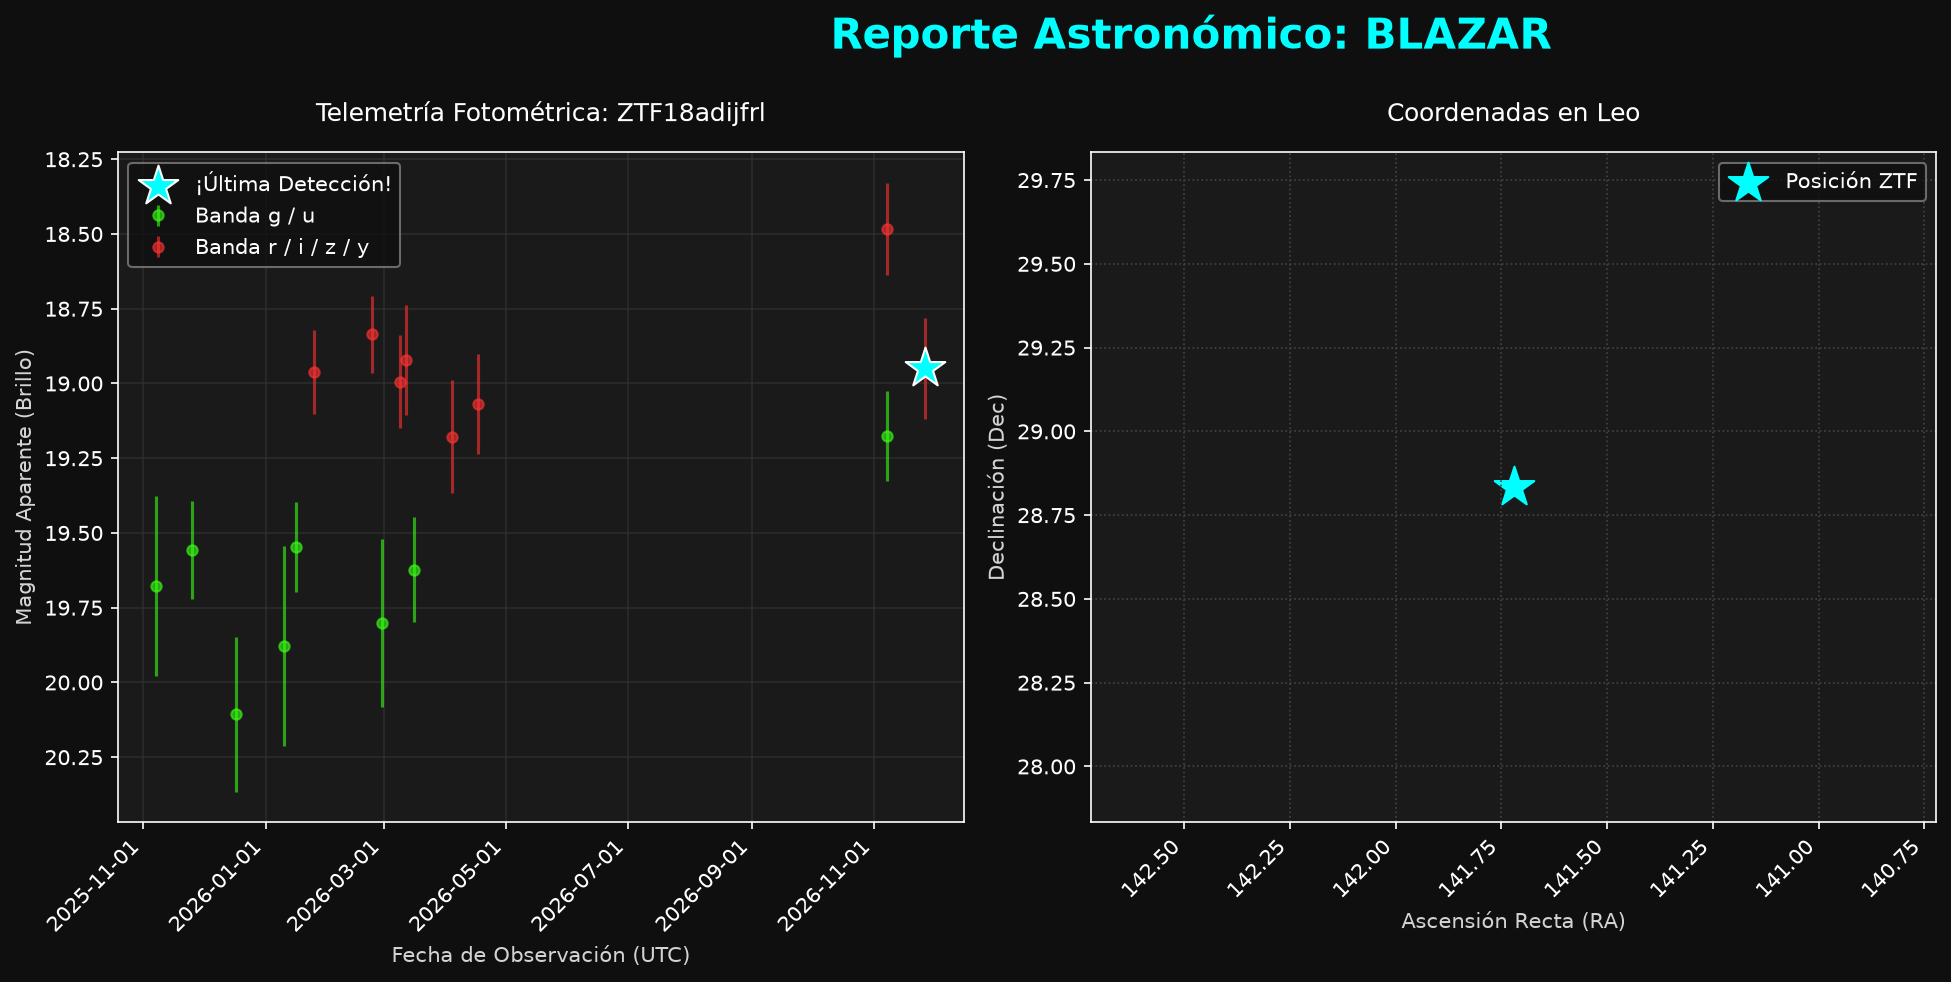 Reporte Astronómico: BLAZAR
Telemetría Fotométrica: ZTF18adijfrl
¡Última Detección!
Banda g / u
Banda r / i / z / y
Magnitud Aparente (Brillo)
18.25
18.50
18.75
19.00
19.25
19.50
19.75
20.00
20.25
2025-11-01
2026-01-01
2026-03-01
2026-05-01
2026-07-01
2026-09-01
2026-11-01
Fecha de Observación (UTC)
Coordenadas en Leo
Posición ZTF
Declinación (Dec)
29.75
29.50
29.25
29.00
28.75
28.50
28.25
28.00
142.50
142.25
142.00
141.75
141.50
141.25
141.00
140.75
Ascensión Recta (RA)